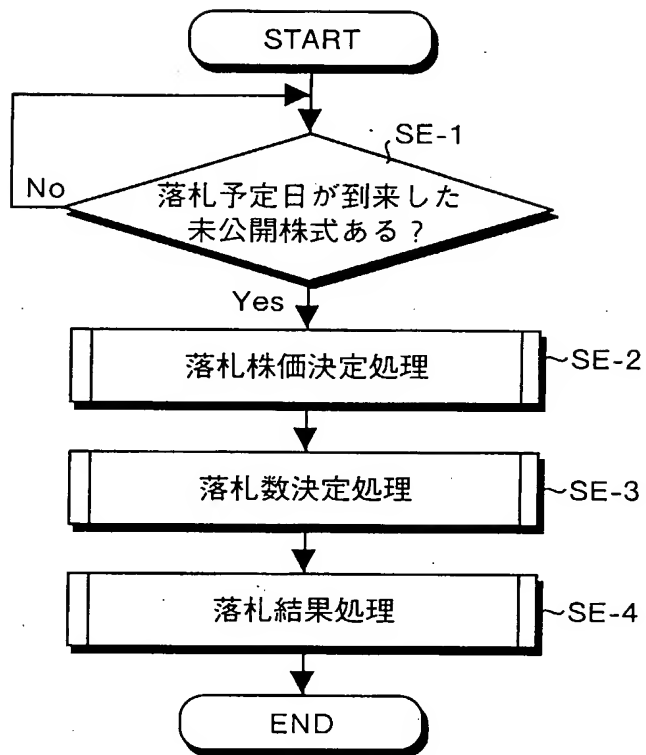 START
SE-1
No
落札予定日が到来した
未公開株式ある?
Yes
落札株価決定処理
SE-2
落札数決定処理
SE-3
落札結果処理
SE-4
END